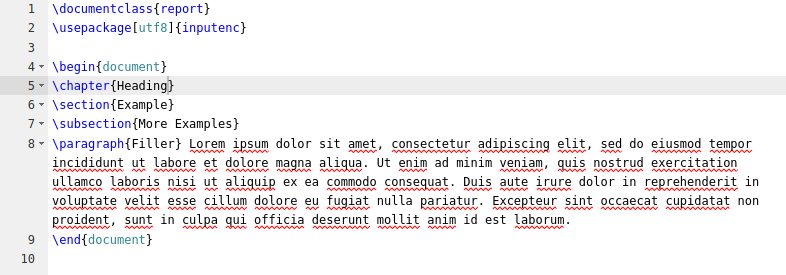 1 \documentclass{report}
2 \usepackage[utf8]{inputenc}
3
4 \begin{document}
5 \chapter{Heading}
6 \section{Example}
7 \subsection{More Examples}
8 \paragraph{Filler} Lorem ipsum dolor sit amet, consectetur adipiscing elit, sed do eiusmod tempor
incididunt ut labore et dolore magna aliqua. Ut enim ad minim veniam, quis nostrud exercitation
ullamco laboris nisi ut aliquip ex ea commodo consequat. Duis aute irure dolor in reprehenderit in
voluptate velit esse cillum dolore eu fugiat nulla pariatur. Excepteur sint occaecat cupidatat non
proident, sunt in culpa qui officia deserunt mollit anim id est laborum.
9 \end{document}
10